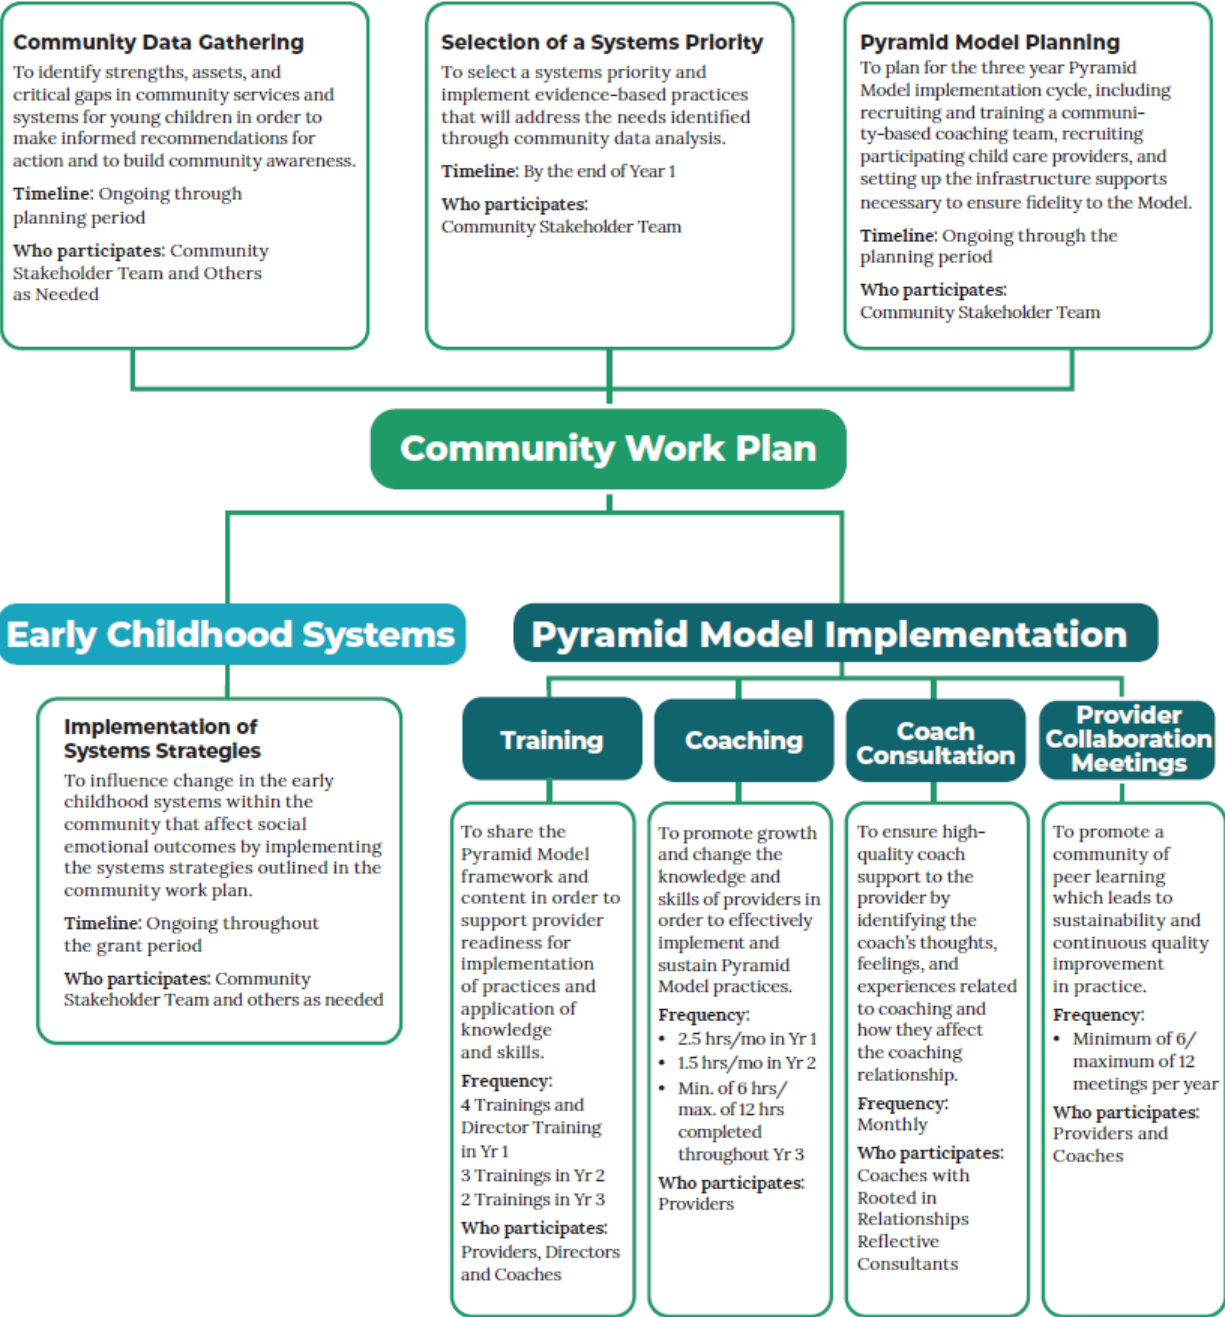 Community Data Gathering
To identify strengths, assets, and
critical gaps in community services and
systems for young children in order to
make informed recommendations for
action and to build community awareness.
Timeline: Ongoing through
planning period
Who participates: Community
Stakeholder Team and Others
as Needed
Selection of a Systems Priority
To select a systems priority and
implement evidence-based practices
that will address the needs identified
through community data analysis.
Timeline: By the end of Year 1
Who participates:
Community Stakeholder Team
Pyramid Model Planning
To plan for the three year Pyramid
Model implementation cycle, including
recruiting and training a communi-
ty-based coaching team, recruiting
participating child care providers, and
setting up the infrastructure supports
necessary to ensure fidelity to the Model.
Timeline: Ongoing through the
planning period
Who participates:
Community Stakeholder Team
Community Work Plan
Early Childhood Systems
Implementation of
Systems Strategies
To influence change in the early
childhood systems within the
community that affect social
emotional outcomes by implementing
the systems strategies outlined in the
community work plan.
Timeline: Ongoing throughout
the grant period
Who participates: Community
Stakeholder Team and others as needed
Pyramid Model Implementation
Training
To share the
Pyramid Model
framework and
content in order to
support provider
readiness for
implementation
of practices and
application of
knowledge
and skills.
Frequency:
4 Trainings and
Director Training
in Yr 1
3 Trainings in Yr 2
2 Trainings in Yr 3
Who participates:
Providers, Directors
and Coaches
Coaching
To promote growth
and change the
knowledge and
skills of providers in
order to effectively
implement and
sustain Pyramid
Model practices.
Frequency:
• 2.5 hrs/mo in Yr 1
• 1.5 hrs/mo in Yr 2
• Min. of 6 hrs/
max. of 12 hrs
completed
throughout Yr 3
Who participates:
Providers
Coach
Consultation
To ensure high-
quality coach
support to the
provider by
identifying the
coach's thoughts,
feelings, and
experiences related
to coaching and
how they affect
the coaching
relationship.
Frequency:
Monthly
Who participates:
Coaches with
Rooted in
Relationships
Reflective
Consultants
Provider
Collaboration
Meetings
To promote a
community of
peer learning
which leads to
sustainability and
continuous quality
improvement
in practice.
Frequency:
• Minimum of 6/
maximum of 12
meetings per year
Who participates:
Providers and
Coaches